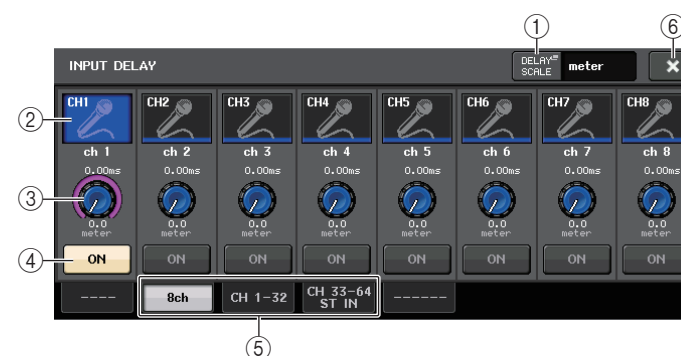 ① ⑥
INPUT DELAY DELAY SCALE meter ×
② CH1 CH2 CH3 CH4 CH5 CH6 CH7 CH8
ch 1 ch 2 ch 3 ch 4 ch 5 ch 6 ch 7 ch 8
0.00ms 0.00ms 0.00ms 0.00ms 0.00ms 0.00ms 0.00ms 0.00ms
③
0.0 0.0 0.0 0.0 0.0 0.0 0.0 0.0
meter meter meter meter meter meter meter meter
④ ON ON ON ON ON ON ON ON
---- 8ch CH 1-32 CH 33-64 ST IN ------
⑤